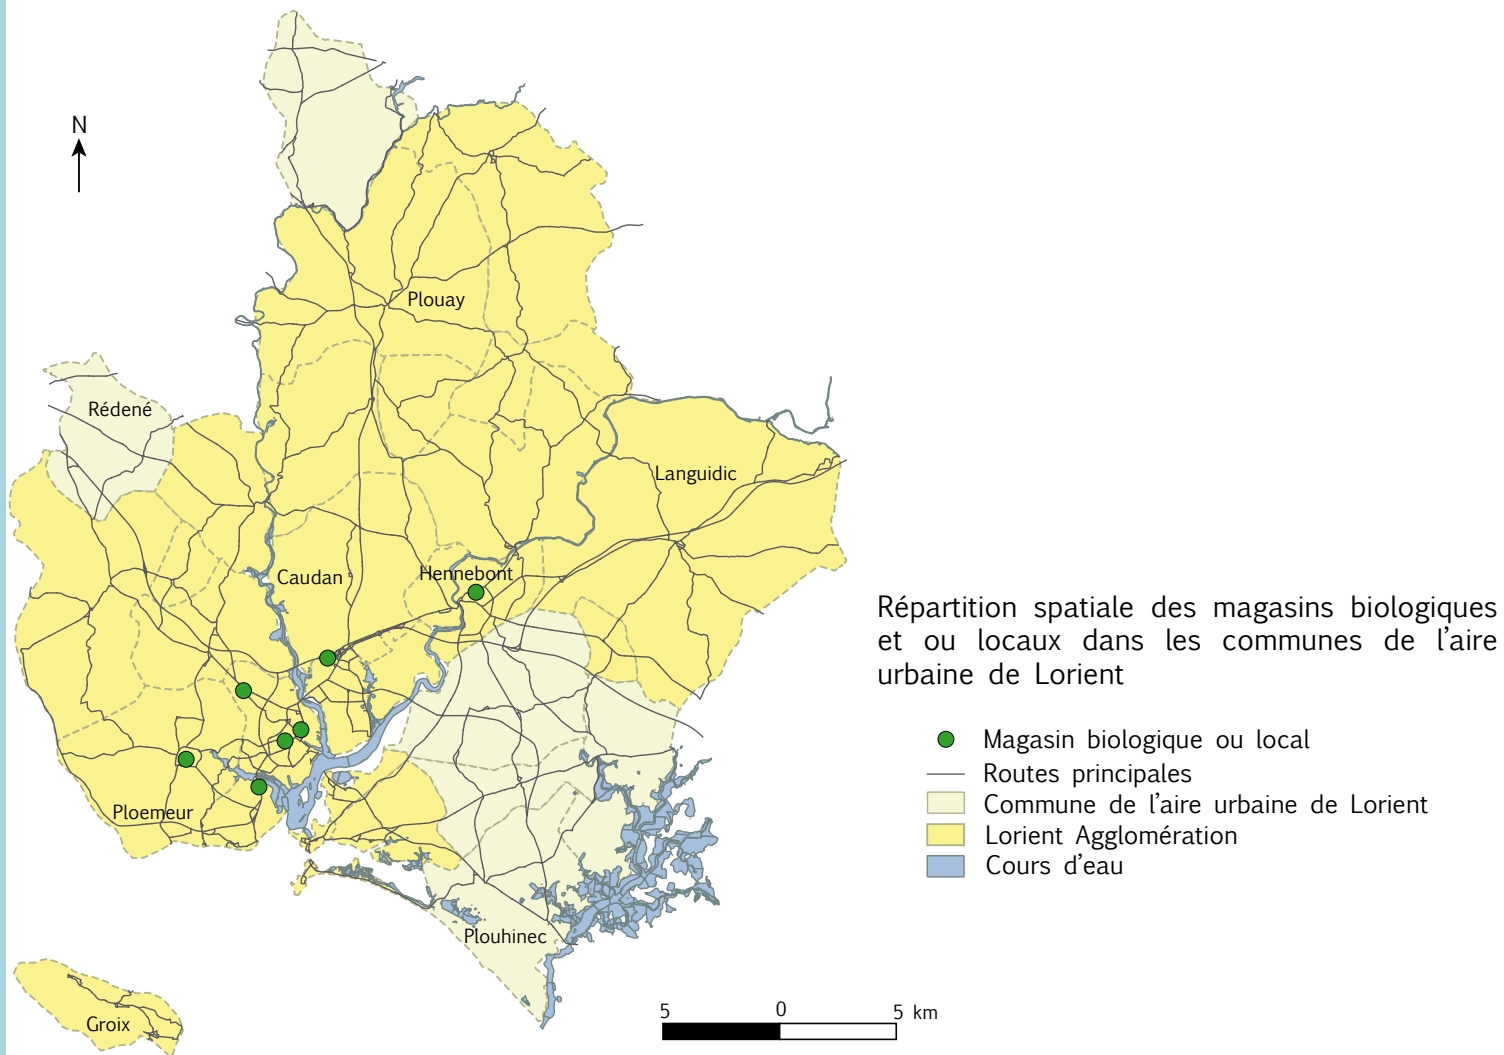 N
Plouay
Rédené
Languidic
Caudan
Hennebont
Répartition spatiale des magasins biologiques
et ou locaux dans les communes de l'aire
urbaine de Lorient
Magasin biologique ou local
Routes principales
Commune de l'aire urbaine de Lorient
Lorient Agglomération
Cours d'eau
Ploemeur
Plouhinec
Groix
5 0 5 km